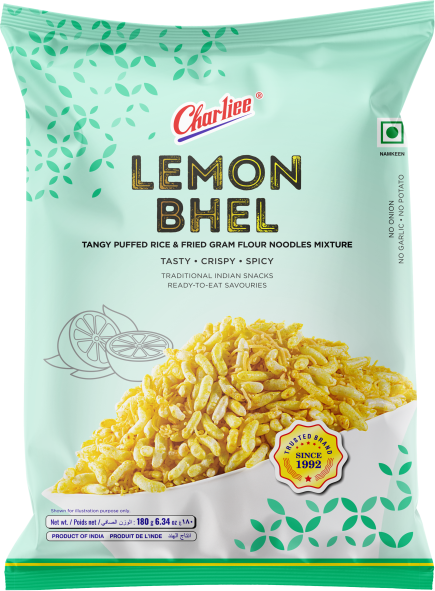 Charliee®
LEMON
BHEL
TANGY PUFFED RICE & FRIED GRAM FLOUR NOODLES MIXTURE
TASTY • CRISPY • SPICY
TRADITIONAL INDIAN SNACKS
READY-TO-EAT SAVOURIES
NAMKEEN
NO ONION
NO GARLIC • NO POTATO
TRUSTED BRAND
SINCE
1992
Shown for illustration purpose only.
Net wt. / Poids net / الوزن الصافي : 180 g 6.34 oz ١٨٠ غ
PRODUCT OF INDIA PRODUIT DE L'INDE إنتاج الهند